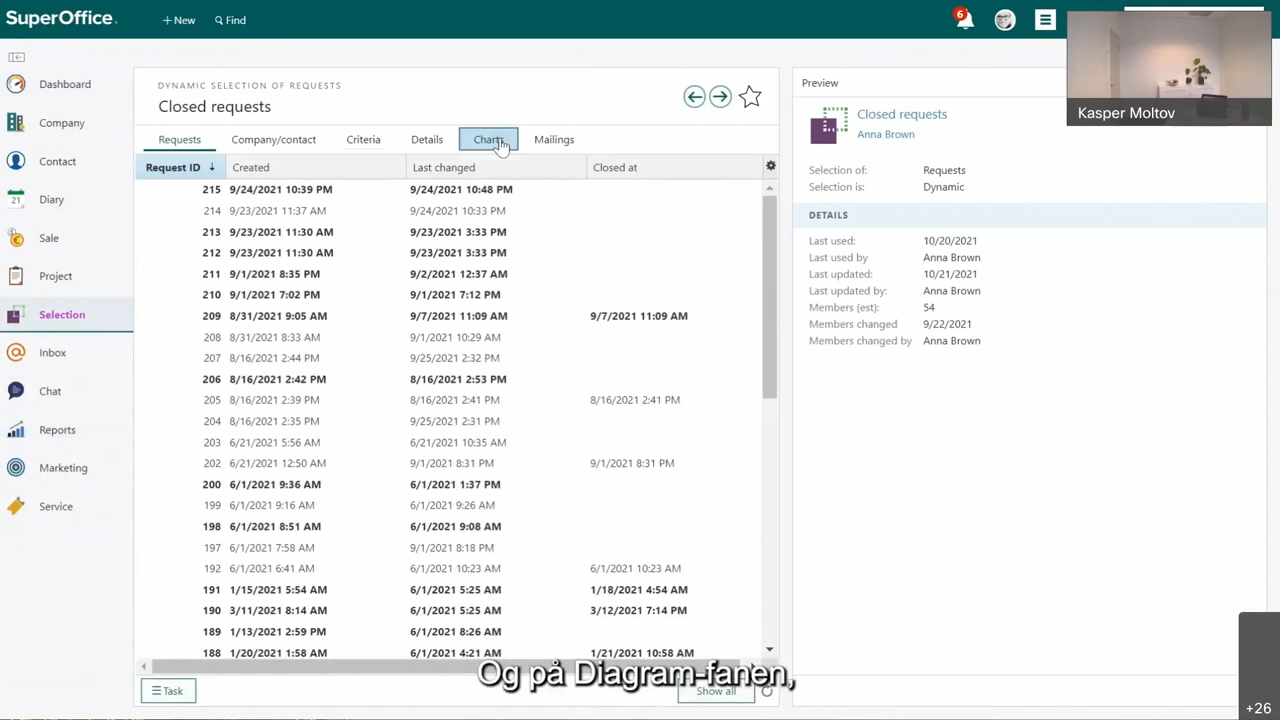 SuperOffice.
+ New
Find
6
Kasper Moltov
Dashboard
Company
Contact
21
Diary
Sale
Project
Selection
Inbox
Chat
Reports
Marketing
Service
DYNAMIC SELECTION OF REQUESTS
Closed requests
Requests Company/contact Criteria Details Charts Mailings
Request ID ↓ Created Last changed Closed at
215 9/24/2021 10:39 PM 9/24/2021 10:48 PM
214 9/23/2021 11:37 AM 9/24/2021 10:33 PM
213 9/23/2021 11:30 AM 9/23/2021 3:33 PM
212 9/23/2021 11:30 AM 9/23/2021 3:33 PM
211 9/1/2021 8:35 PM 9/2/2021 12:37 AM
210 9/1/2021 7:02 PM 9/1/2021 7:12 PM
209 8/31/2021 9:05 AM 9/7/2021 11:09 AM 9/7/2021 11:09 AM
208 8/31/2021 8:33 AM 9/1/2021 10:29 AM
207 8/16/2021 2:44 PM 9/25/2021 2:32 PM
206 8/16/2021 2:42 PM 8/16/2021 2:53 PM
205 8/16/2021 2:39 PM 8/16/2021 2:41 PM 8/16/2021 2:41 PM
204 8/16/2021 2:35 PM 9/25/2021 2:31 PM
203 6/21/2021 5:56 AM 6/21/2021 10:35 AM
202 6/21/2021 12:50 AM 9/1/2021 8:31 PM 9/1/2021 8:31 PM
200 6/1/2021 9:36 AM 6/1/2021 1:37 PM
199 6/1/2021 9:16 AM 6/1/2021 9:26 AM
198 6/1/2021 8:51 AM 6/1/2021 9:08 AM
197 6/1/2021 7:58 AM 9/1/2021 8:18 PM
192 6/1/2021 6:41 AM 6/1/2021 10:23 AM 6/1/2021 10:23 AM
191 1/15/2021 5:54 AM 6/1/2021 5:25 AM 1/18/2021 4:54 AM
190 3/11/2021 8:14 AM 6/1/2021 5:25 AM 3/12/2021 7:14 PM
189 1/13/2021 2:59 PM 6/1/2021 8:26 AM
188 1/20/2021 1:58 AM 6/1/2021 4:21 AM 1/21/2021 10:58 AM
Task
Show all
Preview
Closed requests
Anna Brown
Selection of: Requests
Selection is: Dynamic
DETAILS
Last used: 10/20/2021
Last used by Anna Brown
Last updated: 10/21/2021
Last updated by: Anna Brown
Members (est): 54
Members changed 9/22/2021
Members changed by Anna Brown
Og på Diagram-fanen,
+26